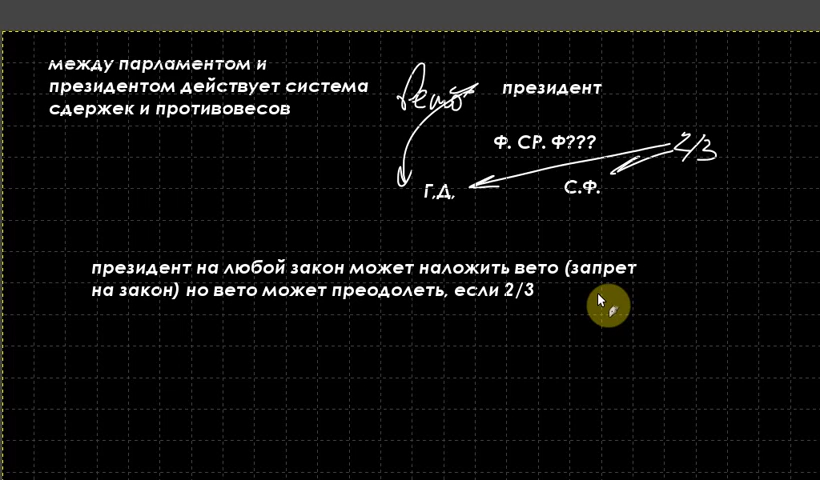 между парламентом и
президентом действует система
сдержек и противовесов
президент
Ф. СР. Ф???
2/3
Г.Д.
С.Ф.
президент на любой закон может наложить вето (запрет
на закон) но вето может преодолеть, если 2/3